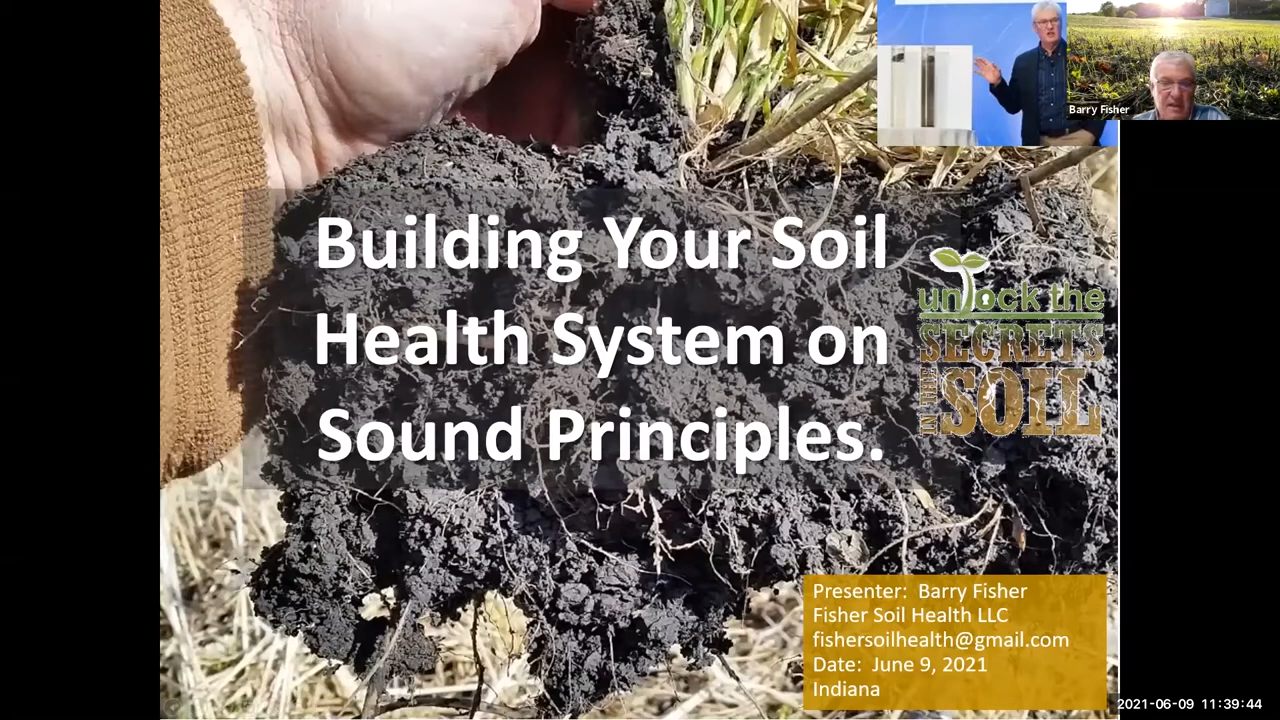 Barry Fisher
Building Your Soil
Health System on
Sound Principles.
unlock the
SECRETS
IN THE
SOIL
Presenter: Barry Fisher
Fisher Soil Health LLC
fishersoilhealth@gmail.com
Date: June 9, 2021
Indiana
2021-06-09 11:39:44